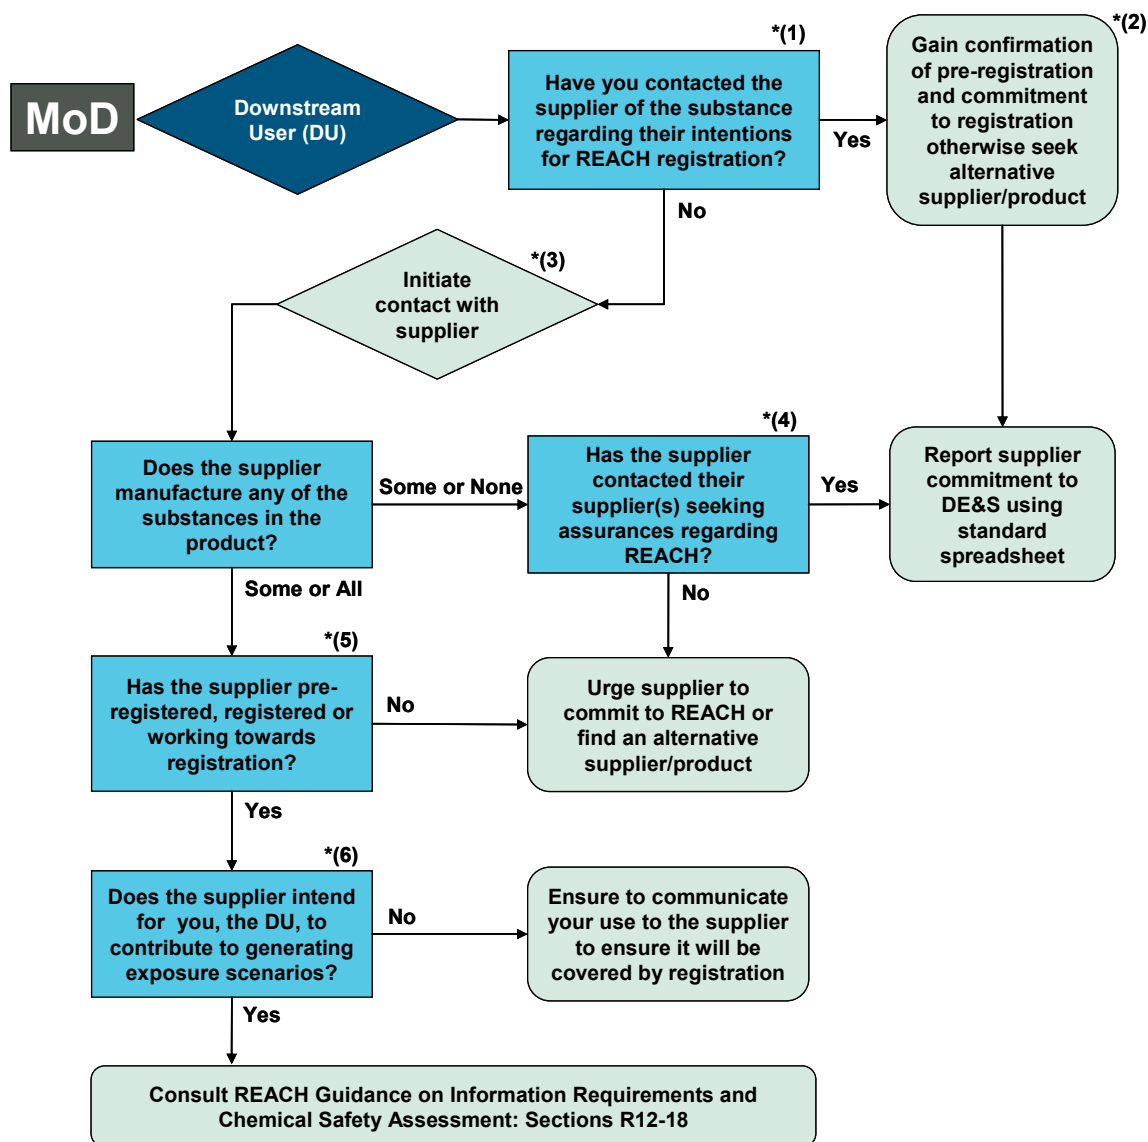 *(1)
*(2)
MoD
Downstream
User (DU)
Have you contacted the
supplier of the substance
regarding their intentions
for REACH registration?
Yes
Gain confirmation
of pre-registration
and commitment
to registration
otherwise seek
alternative
supplier/product
No
*(3)
Initiate
contact with
supplier
*(4)
Does the supplier
manufacture any of the
substances in the
product?
Some or None
Has the supplier
contacted their
supplier(s) seeking
assurances regarding
REACH?
Yes
Report supplier
commitment to
DE&S using
standard
spreadsheet
Some or All
No
*(5)
Has the supplier pre-
registered, registered or
working towards
registration?
No
Urge supplier to
commit to REACH or
find an alternative
supplier/product
Yes
*(6)
Does the supplier intend
for you, the DU, to
contribute to generating
exposure scenarios?
No
Ensure to communicate
your use to the supplier
to ensure it will be
covered by registration
Yes
Consult REACH Guidance on Information Requirements and
Chemical Safety Assessment: Sections R12-18